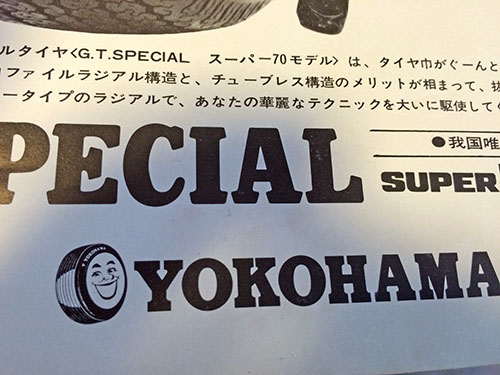 ルタイヤ〈G.T.SPECIAL スーパー70モデル〉は、タイヤ巾がぐーんと
ファイルラジアル構造と、チューブレス構造のメリットが相まって、
ータイプのラジアルで、あなたの華麗なテクニックを大いに駆使して
PECIAL
●我国唯
SUPER
YOKOHAMA
YOKOHAMA